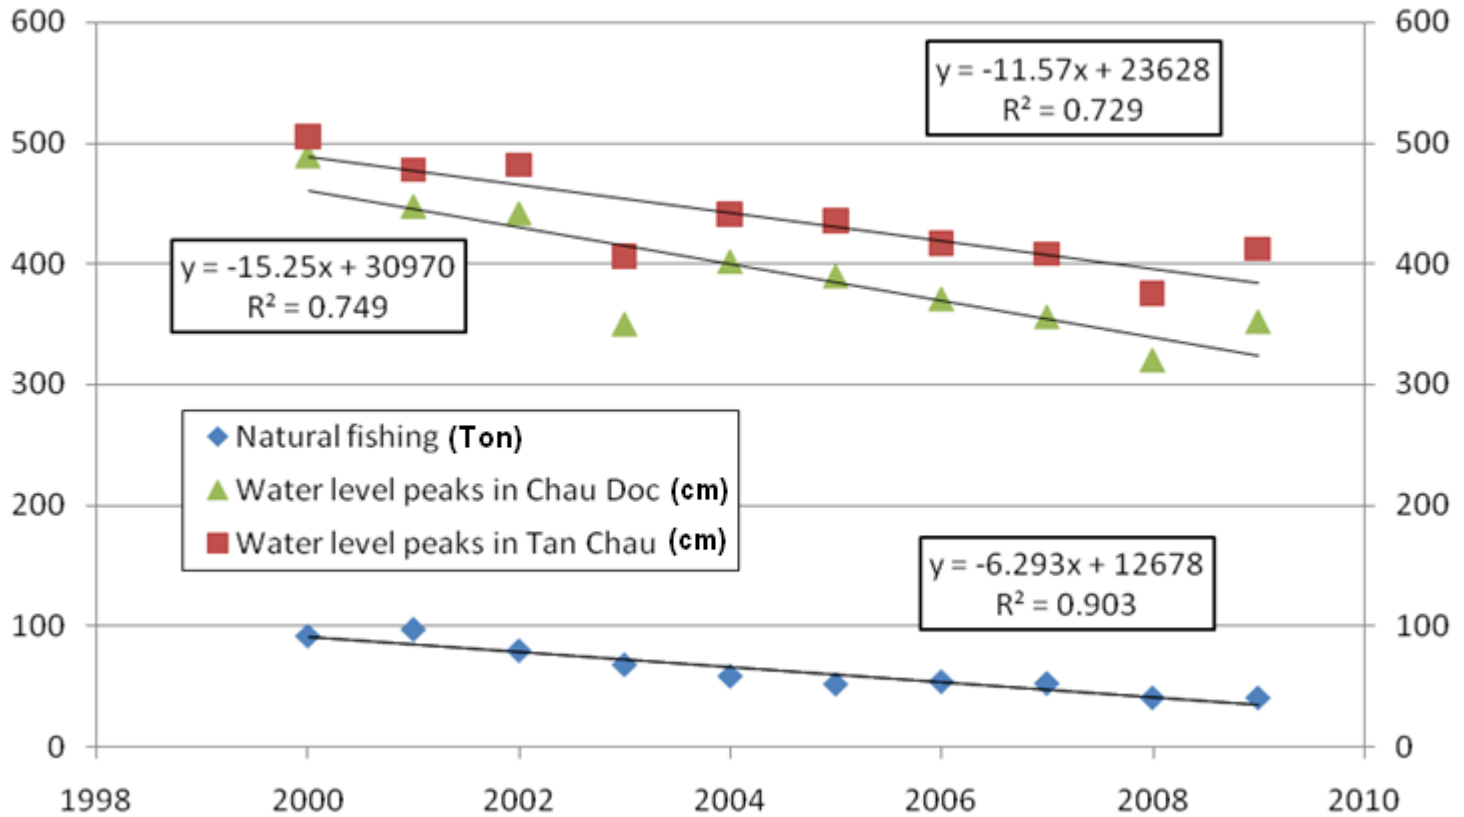 600 600
y = -11.57x + 23628
R² = 0.729
500 500
400 400
y = -15.25x + 30970
R² = 0.749
300 300
Natural fishing (Ton)
Water level peaks in Chau Doc (cm)
200 200
Water level peaks in Tan Chau (cm)
y = -6.293x + 12678
R² = 0.903
100 100
0 0
1998 2000 2002 2004 2006 2008 2010